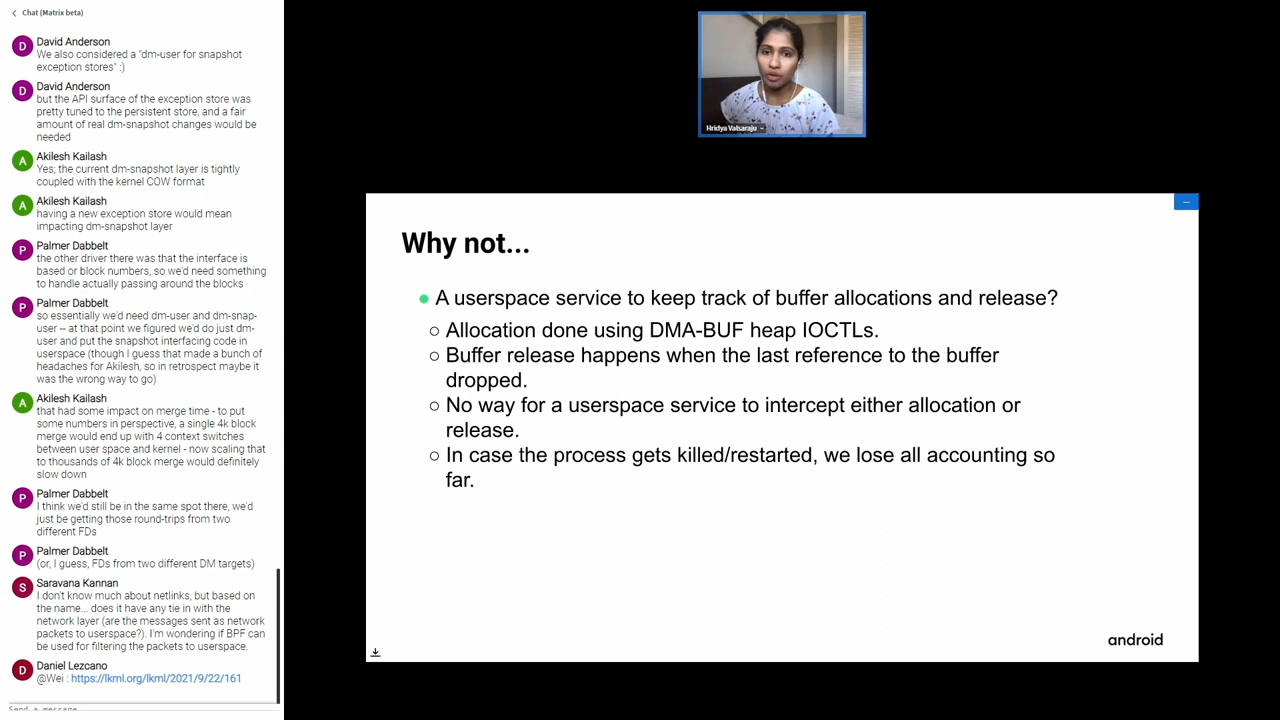 Chat (Matrix beta)
David Anderson
We also considered a "dm-user for snapshot
exception stores" :)
David Anderson
but the API surface of the exception store was
pretty tuned to the persistent store, and a fair
amount of real dm-snapshot changes would be
needed
Akilesh Kailash
Yes; the current dm-snapshot layer is tightly
coupled with the kernel COW format
Akilesh Kailash
having a new exception store would mean
impacting dm-snapshot layer
Palmer Dabbelt
the other driver there was that the interface is
based or block numbers, so we'd need something
to handle actually passing around the blocks
Palmer Dabbelt
so essentially we'd need dm-user and dm-snap-
user -- at that point we figured we'd do just dm-
user and put the snapshot interfacing code in
userspace (though I guess that made a bunch of
headaches for Akilesh, so in retrospect maybe it
was the wrong way to go)
Akilesh Kailash
that had some impact on merge time - to put
some numbers in perspective, a single 4k block
merge would end up with 4 context switches
between user space and kernel - now scaling that
to thousands of 4k block merge would definitely
slow down
Palmer Dabbelt
I think we'd still be in the same spot there, we'd
just be getting those round-trips from two
different FDs
Palmer Dabbelt
(or, I guess, FDs from two different DM targets)
Saravana Kannan
I don't know much about netlinks, but based on
the name... does it have any tie in with the
network layer (are the messages sent as network
packets to userspace?). I'm wondering if BPF can
be used for filtering the packets to userspace.
Daniel Lezcano
@Wei : https://lkml.org/lkml/2021/9/22/161
Send a message
D
D
A
A
P
P
A
P
P
S
D
Hridya Valsaraju
Why not...
A userspace service to keep track of buffer allocations and release?
Allocation done using DMA-BUF heap IOCTLs.
Buffer release happens when the last reference to the buffer
dropped.
No way for a userspace service to intercept either allocation or
release.
In case the process gets killed/restarted, we lose all accounting so
far.
android